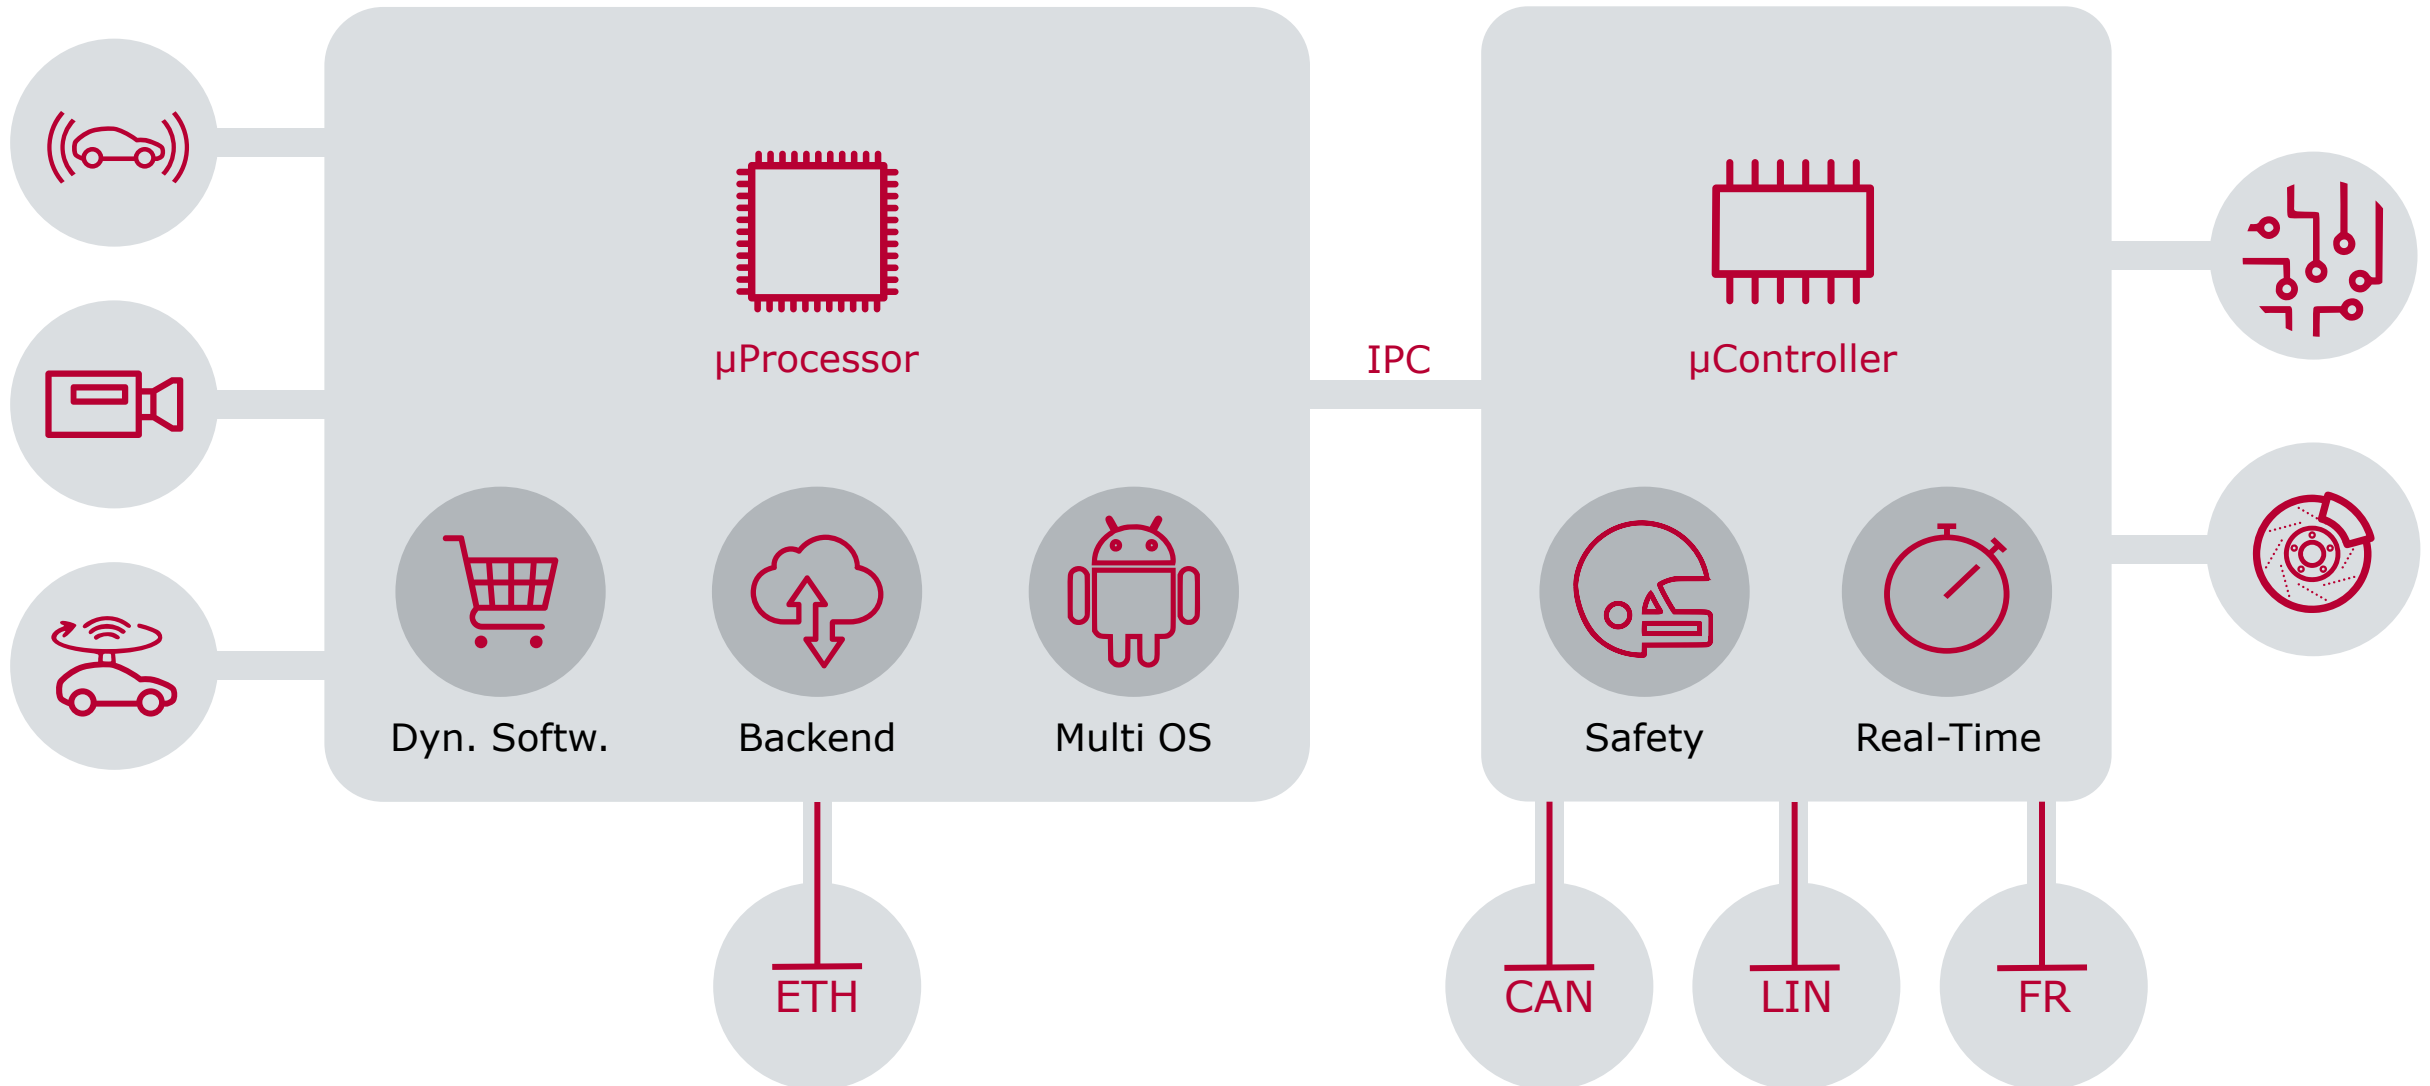 µProcessor
IPC
µController
Dyn. Softw.
Backend
Multi OS
Safety
Real-Time
ETH
CAN
LIN
FR